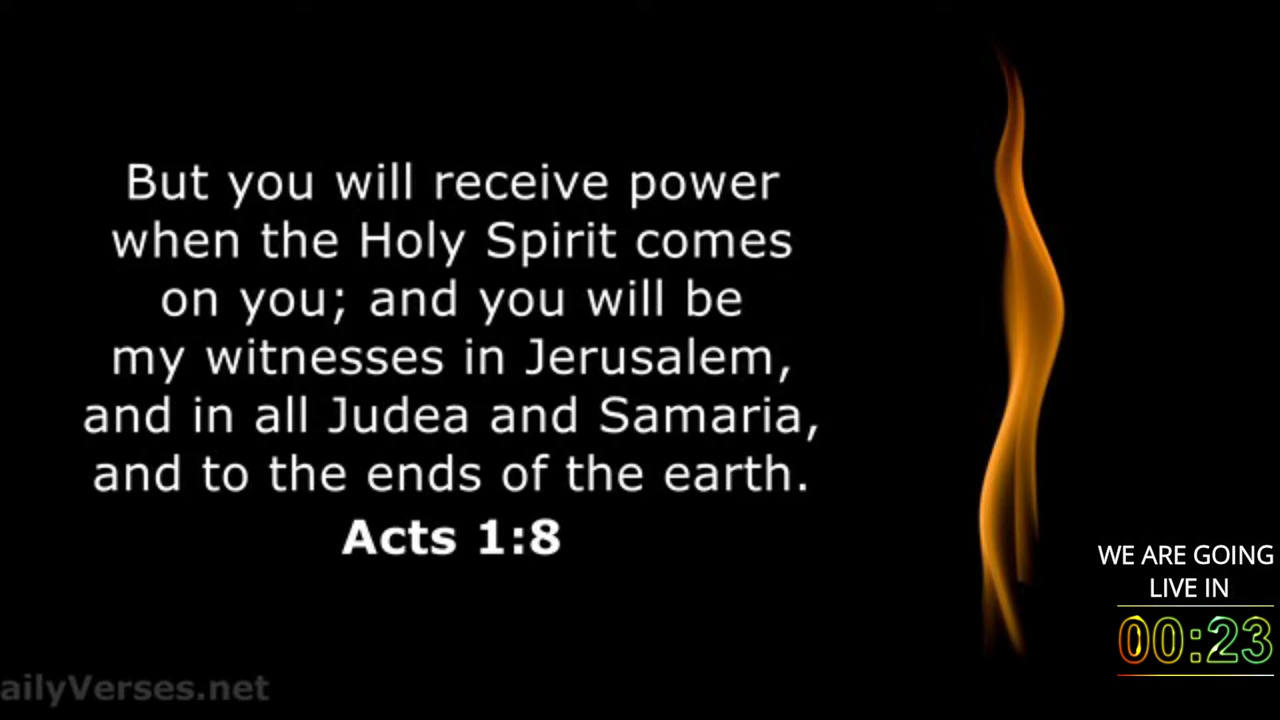 But you will receive power
when the Holy Spirit comes
on you; and you will be
my witnesses in Jerusalem,
and in all Judea and Samaria,
and to the ends of the earth.
Acts 1:8
WE ARE GOING
LIVE IN
00:23
ailyVerses.net